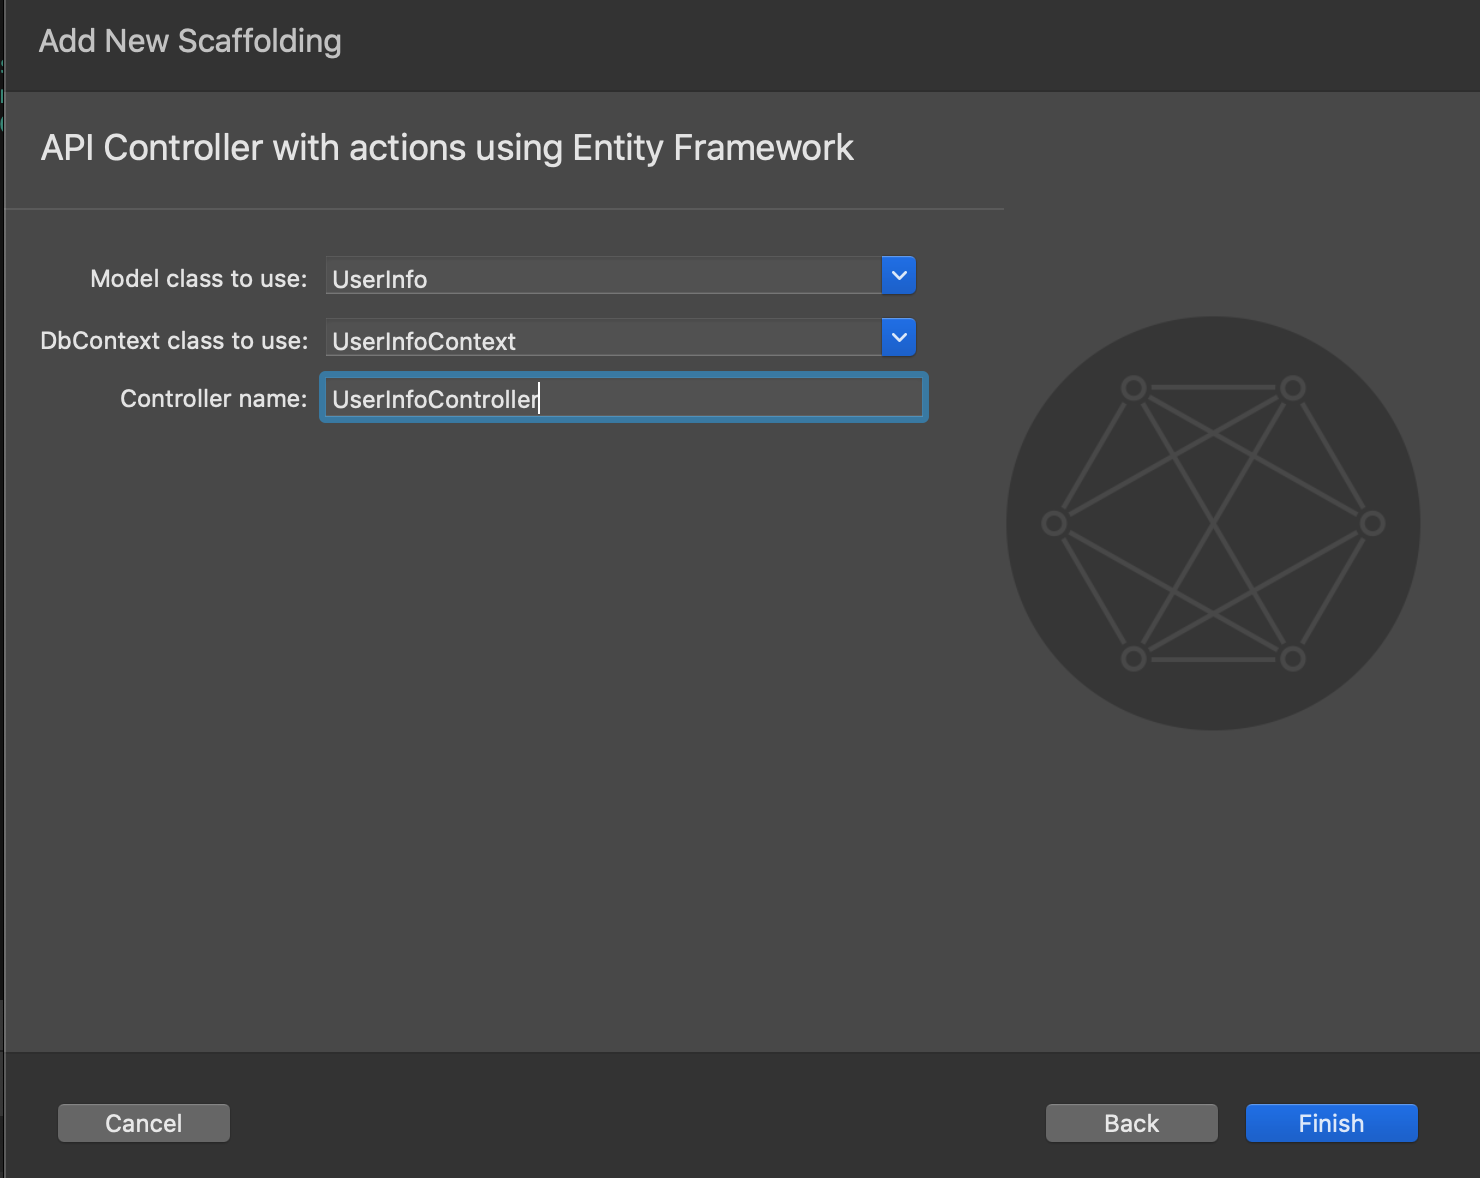 Add New Scaffolding
API Controller with actions using Entity Framework
Model class to use: UserInfo
DbContext class to use: UserInfoContext
Controller name: UserInfoController
Cancel Back Finish